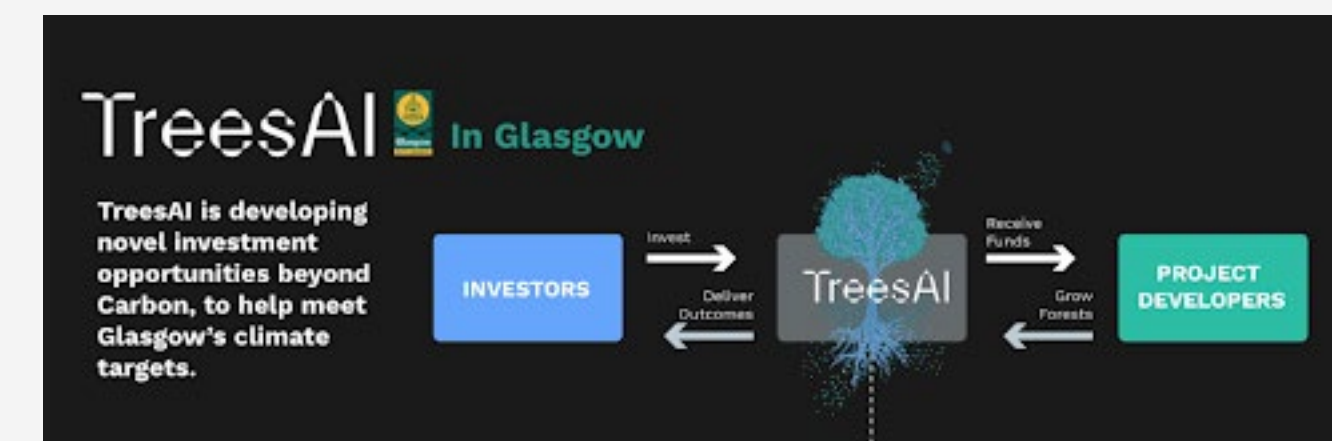 TreesAI
In Glasgow
TreesAI is developing
novel investment
opportunities beyond
Carbon, to help meet
Glasgow's climate
targets.
INVESTORS
Invest
Deliver
Outcomes
TreesAI
Receive
Funds
Grow
Forests
PROJECT
DEVELOPERS